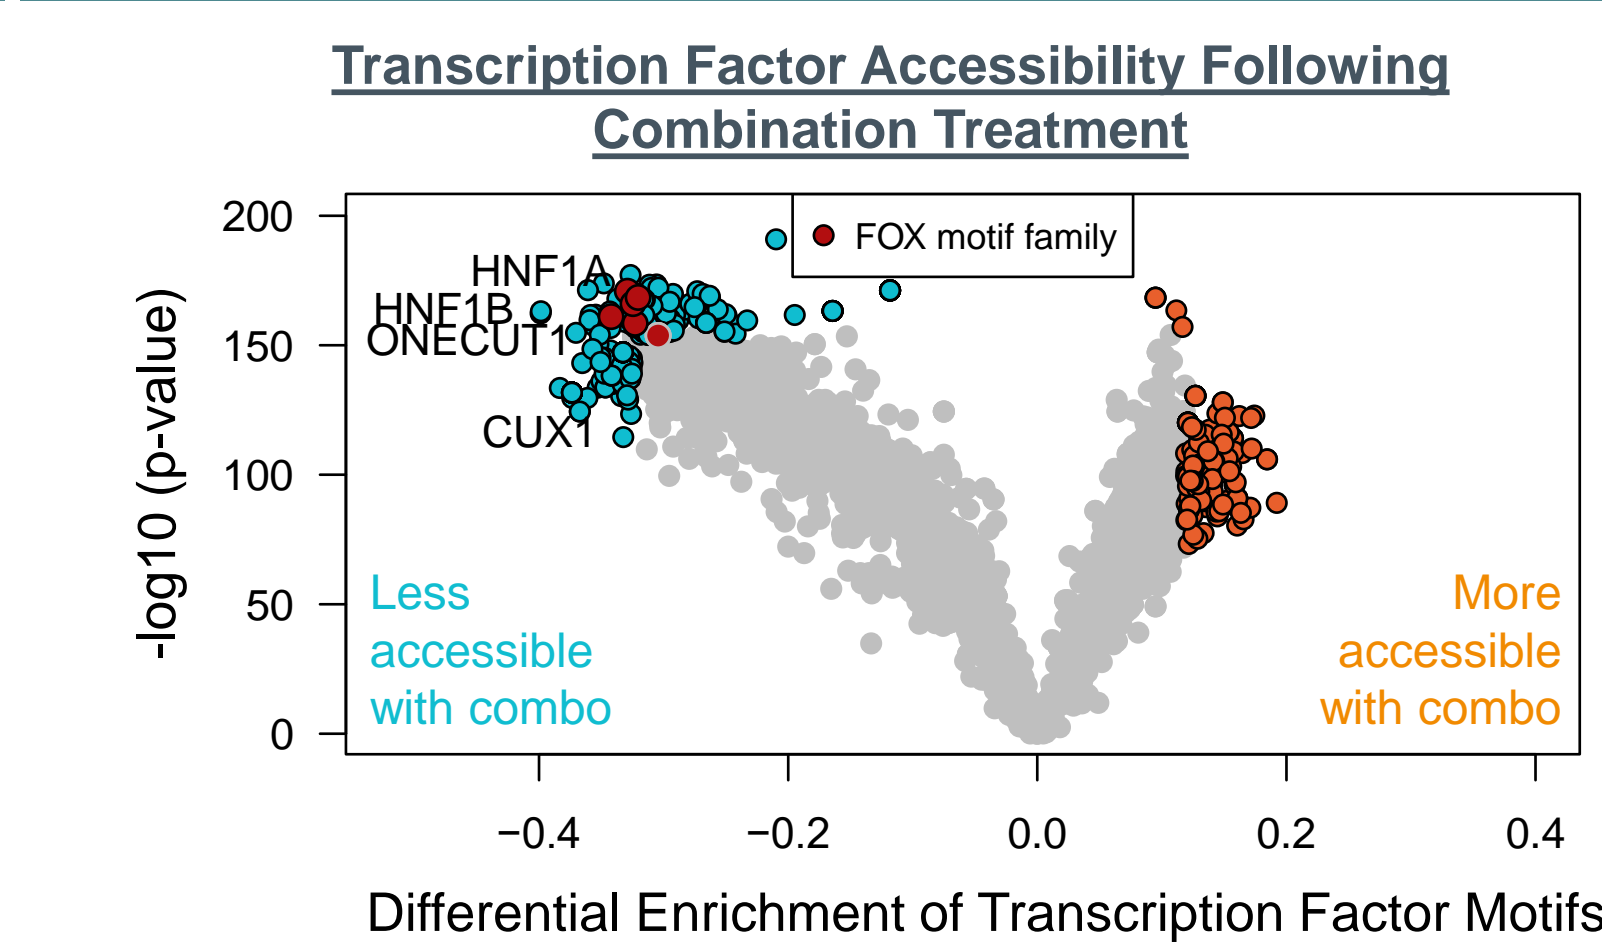 Transcription Factor Accessibility Following
Combination Treatment
FOX motif family
HNF1A
HNF1B
ONECUT1
CUX1
Less
accessible
with combo
More
accessible
with combo
200
150
100
50
0
-log10 (p-value)
−0.4 −0.2 0.0 0.2 0.4
Differential Enrichment of Transcription Factor Motifs